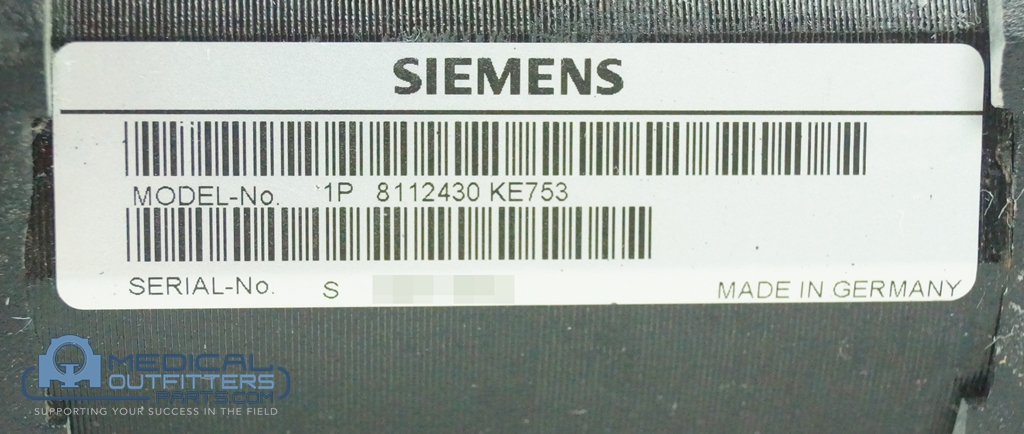 SIEMENS
MODEL-No. 1P 8112430 KE753
SERIAL-No. S
MADE IN GERMANY
MEDICAL
OUTFITTERS
PARTS.COM
SUPPORTING YOUR SUCCESS IN THE FIELD